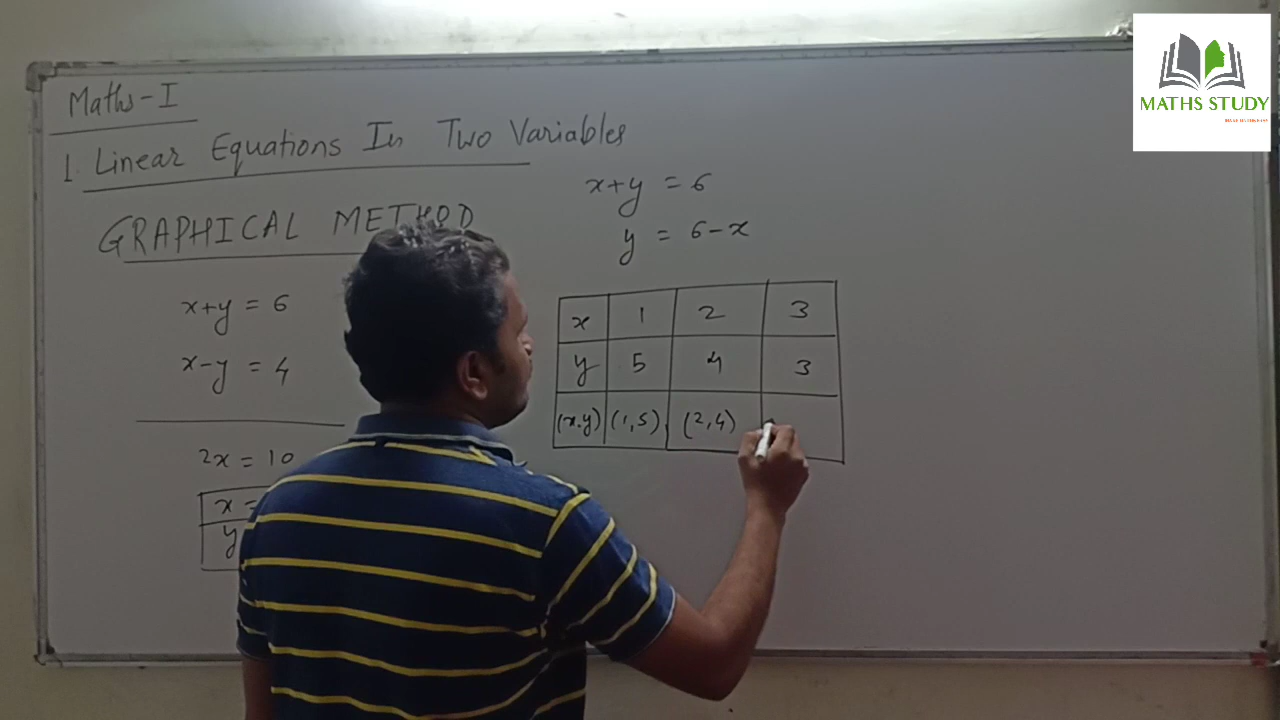 Maths-I
1. Linear Equations In Two Variables
GRAPHICAL METHOD
x+y = 6
x-y = 4
2x = 10
x =
y
x+y = 6
y = 6-x
x 1 2 3
y 5 4 3
(x,y) (1,5) (2,4)
MATHS STUDY